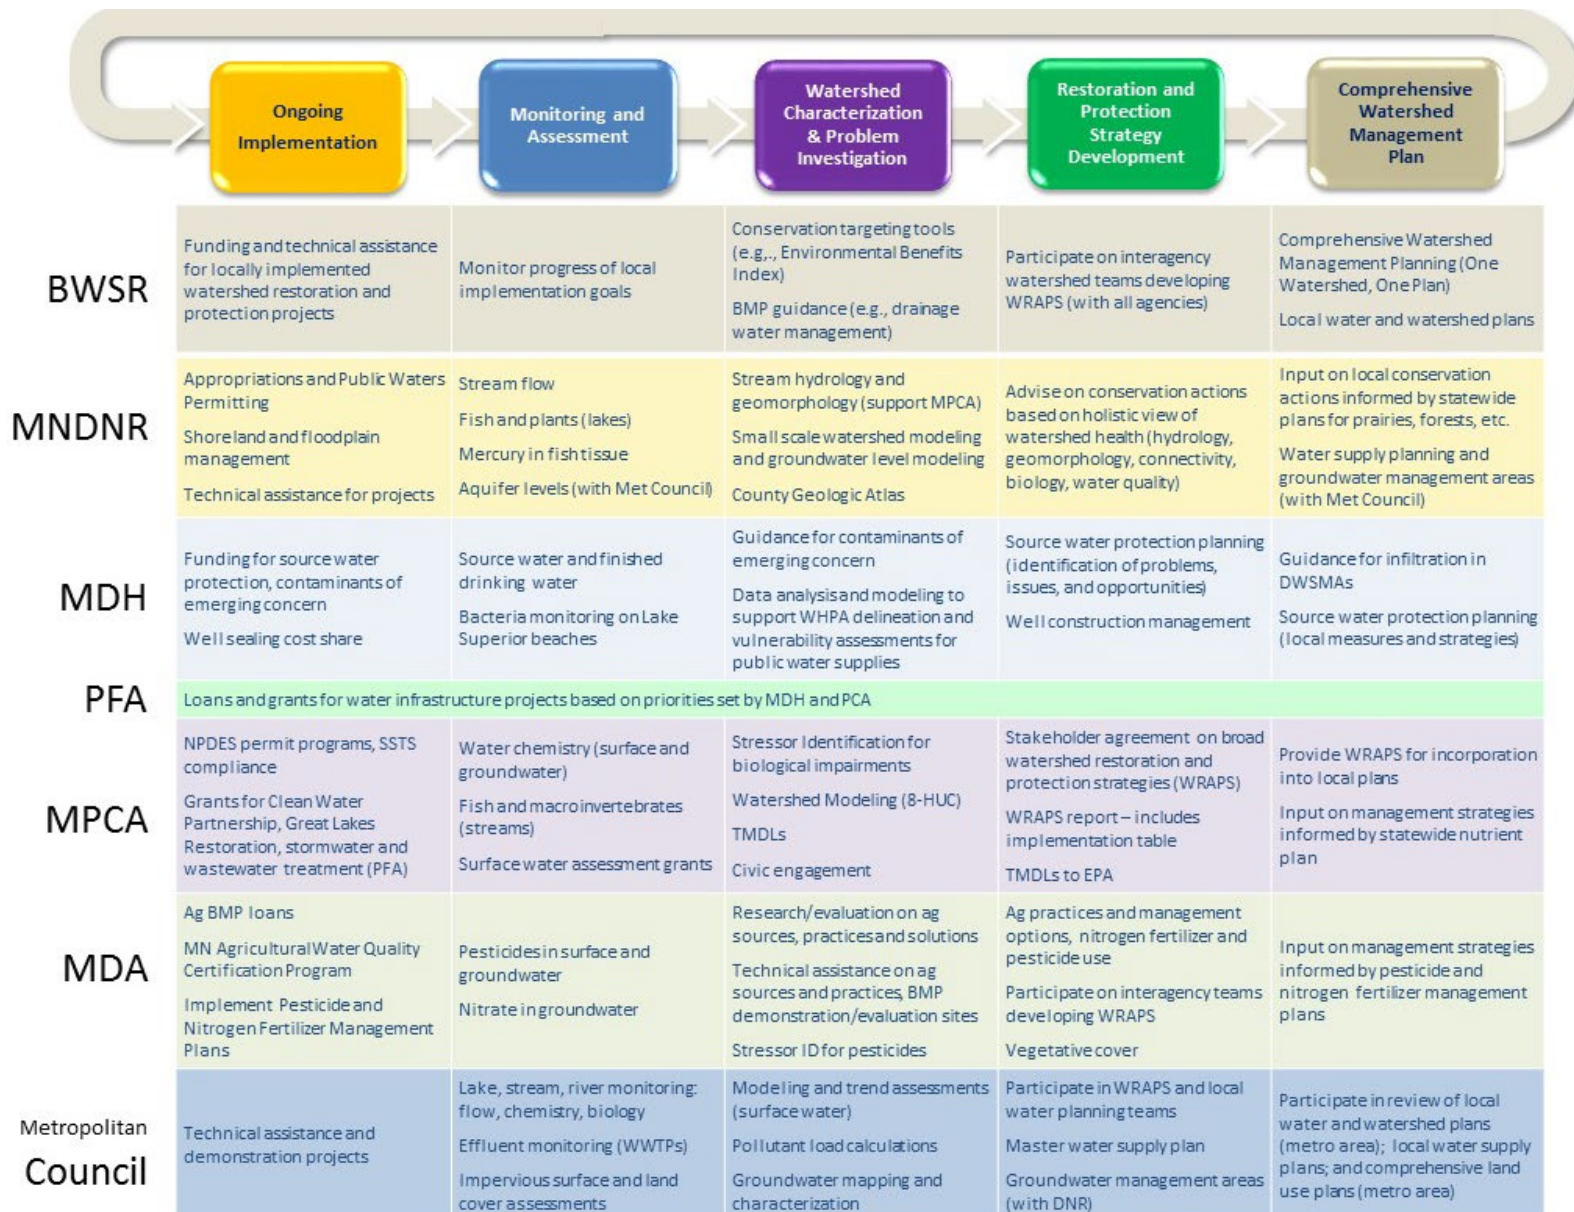 Ongoing
Implementation
Monitoring and
Assessment
Watershed
Characterization
& Problem
Investigation
Restoration and
Protection
Strategy
Development
Comprehensive
Watershed
Management
Plan
BWSR
Funding and technical assistance
for locally implemented
watershed restoration and
protection projects
Monitor progress of local
implementation goals
Conservation targeting tools
(e.g,., Environmental Benefits
Index)
BMP guidance (e.g., drainage
water management)
Participate on interagency
watershed teams developing
WRAPS (with all agencies)
Comprehensive Watershed
Management Planning (One
Watershed, One Plan)
Local water and watershed plans
MNDNR
Appropriations and Public Waters
Permitting
Shoreland and floodplain
management
Technical assistance for projects
Stream flow
Fish and plants (lakes)
Mercury in fish tissue
Aquifer levels (with Met Council)
Stream hydrology and
geomorphology (support MPCA)
Small scale watershed modeling
and groundwater level modeling
County Geologic Atlas
Advise on conservation actions
based on holistic view of
watershed health (hydrology,
geomorphology, connectivity,
biology, water quality)
Input on local conservation
actions informed by statewide
plans for prairies, forests, etc.
Water supply planning and
groundwater management areas
(with Met Council)
MDH
Funding for source water
protection, contaminants of
emerging concern
Well sealing cost share
Source water and finished
drinking water
Bacteria monitoring on Lake
Superior beaches
Guidance for contaminants of
emerging concern
Data analysis and modeling to
support WHPA delineation and
vulnerability assessments for
public water supplies
Source water protection planning
(identification of problems,
issues, and opportunities)
Well construction management
Guidance for infiltration in
DWSMAs
Source water protection planning
(local measures and strategies)
PFA
Loans and grants for water infrastructure projects based on priorities set by MDH and PCA
MPCA
NPDES permit programs, SSTS
compliance
Grants for Clean Water
Partnership, Great Lakes
Restoration, stormwater and
wastewater treatment (PFA)
Water chemistry (surface and
groundwater)
Fish and macroinvertebrates
(streams)
Surface water assessment grants
Stressor Identification for
biological impairments
Watershed Modeling (8-HUC)
TMDLs
Civic engagement
Stakeholder agreement on broad
watershed restoration and
protection strategies (WRAPS)
WRAPS report – includes
implementation table
TMDLs to EPA
Provide WRAPS for incorporation
into local plans
Input on management strategies
informed by statewide nutrient
plan
MDA
Ag BMP loans
MN Agricultural Water Quality
Certification Program
Implement Pesticide and
Nitrogen Fertilizer Management
Plans
Pesticides in surface and
groundwater
Nitrate in groundwater
Research/evaluation on ag
sources, practices and solutions
Technical assistance on ag
sources and practices, BMP
demonstration/evaluation sites
Stressor ID for pesticides
Ag practices and management
options, nitrogen fertilizer and
pesticide use
Participate on interagency teams
developing WRAPS
Vegetative cover
Input on management strategies
informed by pesticide and
nitrogen fertilizer management
plans
Metropolitan
Council
Technical assistance and
demonstration projects
Lake, stream, river monitoring:
flow, chemistry, biology
Effluent monitoring (WWTPs)
Impervious surface and land
cover assessments
Modeling and trend assessments
(surface water)
Pollutant load calculations
Groundwater mapping and
characterization
Participate in WRAPS and local
water planning teams
Master water supply plan
Groundwater management areas
(with DNR)
Participate in review of local
water and watershed plans
(metro area); local water supply
plans; and comprehensive land
use plans (metro area)